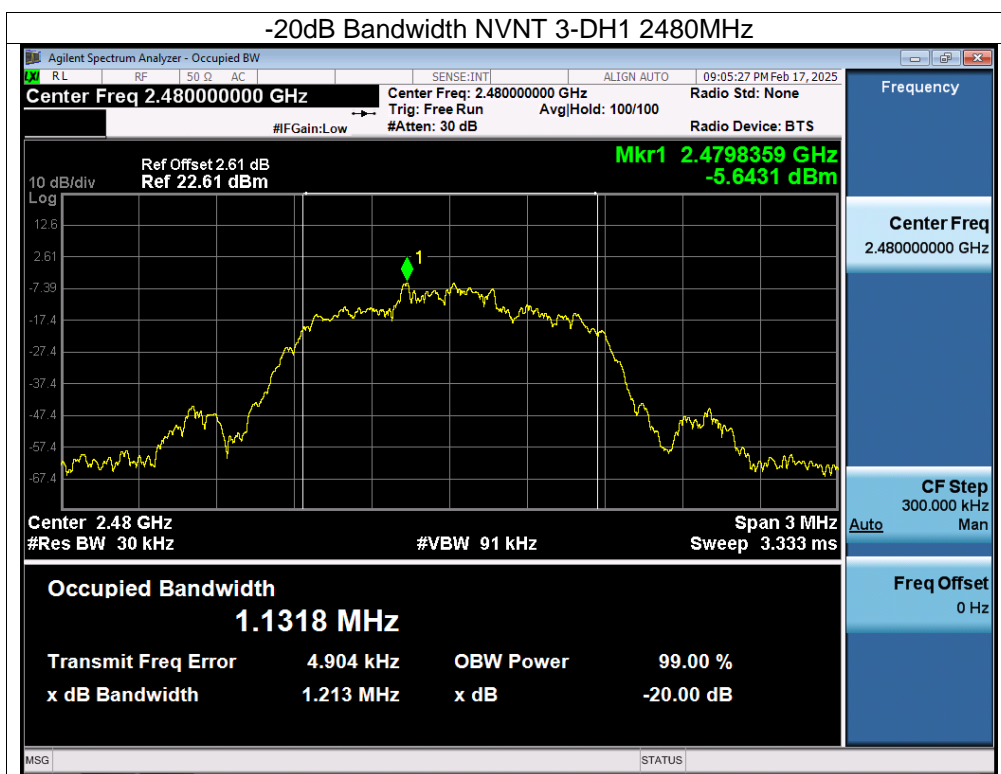 -20dB Bandwidth NVNT 3-DH1 2480MHz
Agilent Spectrum Analyzer - Occupied BW
LXI RL RF 50 Ω AC SENSE:INT ALIGN AUTO 09:05:27 PM Feb 17, 2025
Center Freq 2.480000000 GHz
Center Freq: 2.480000000 GHz
Radio Std: None
Trig: Free Run Avg|Hold: 100/100
#IFGain:Low
#Atten: 30 dB
Radio Device: BTS
Frequency
Mkr1 2.4798359 GHz
-5.6431 dBm
Ref Offset 2.61 dB
10 dB/div Ref 22.61 dBm
Log
12.6
2.61
-7.39
-17.4
-27.4
-37.4
-47.4
-57.4
-67.4
1
Center 2.48 GHz Span 3 MHz
#Res BW 30 kHz #VBW 91 kHz Sweep 3.333 ms
Occupied Bandwidth
1.1318 MHz
Transmit Freq Error 4.904 kHz OBW Power 99.00 %
x dB Bandwidth 1.213 MHz x dB -20.00 dB
Center Freq
2.480000000 GHz
CF Step
300.000 kHz
Auto Man
Freq Offset
0 Hz
MSG STATUS